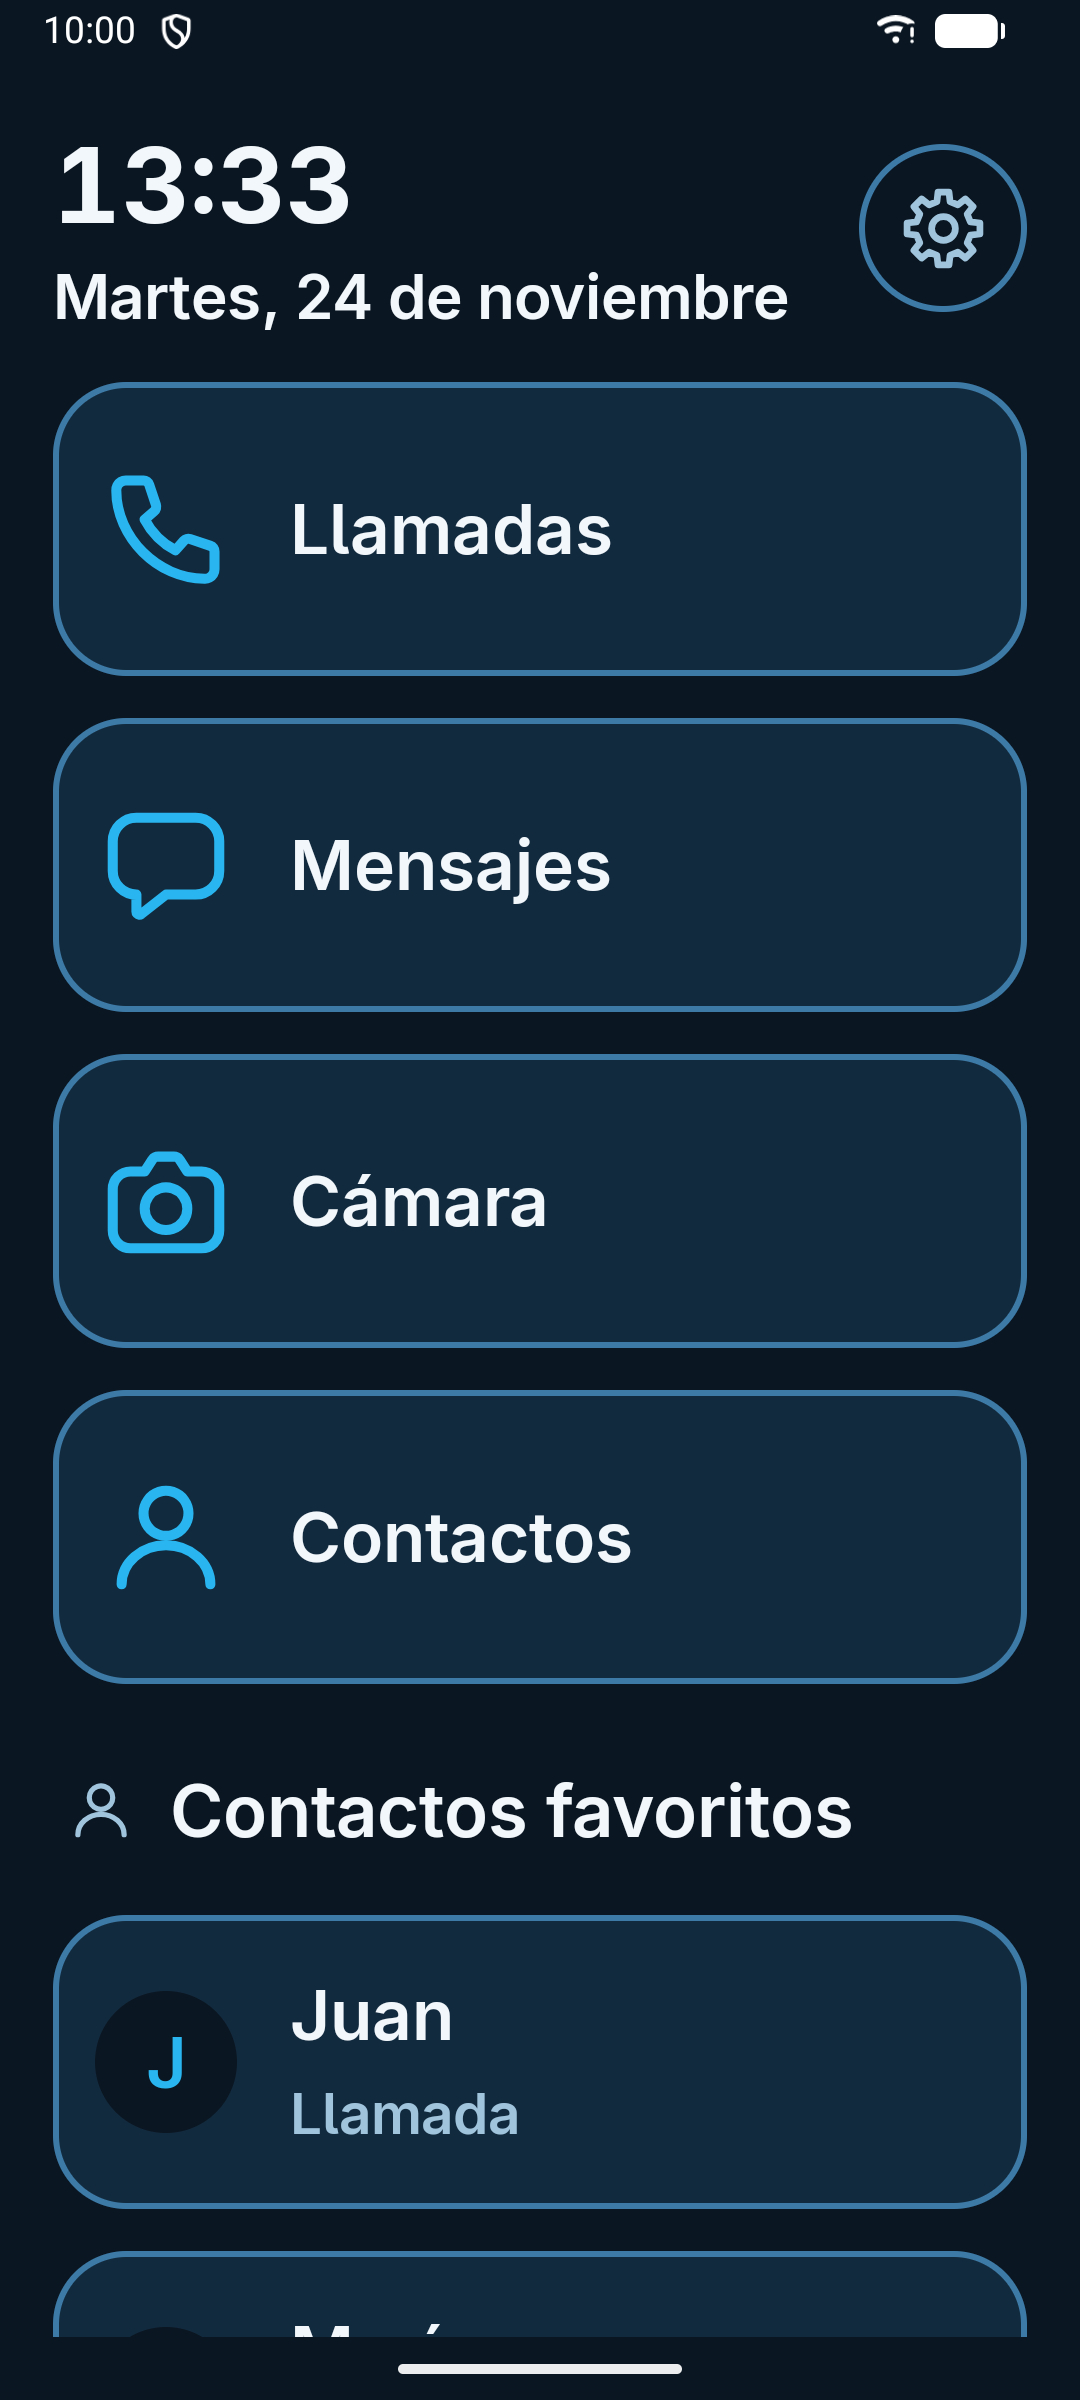 10:00
13:33
Martes, 24 de noviembre
Llamadas
Mensajes
Cámara
Contactos
Contactos favoritos
J
Juan
Llamada